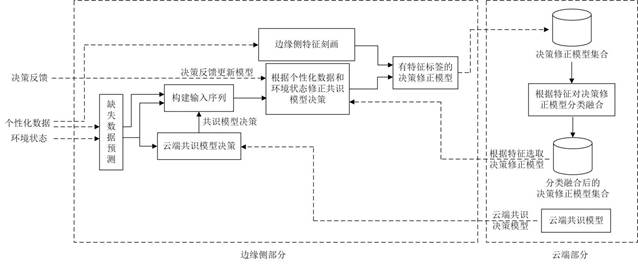 决策反馈
个性化数据
环境状态
缺失
数据
预测
边缘侧特征刻画
决策反馈更新模型
构建输入序列
共识模型决策
云端共识模型决策
根据个性化数据和
环境状态修正共识
模型决策
有特征标签的
决策修正模型
边缘侧部分
决策修正模型集合
根据特征对决策修
正模型分类融合
根据特征选取
决策修正模型
分类融合后的
决策修正模型集合
云端共识
决策模型
云端共识模型
云端部分